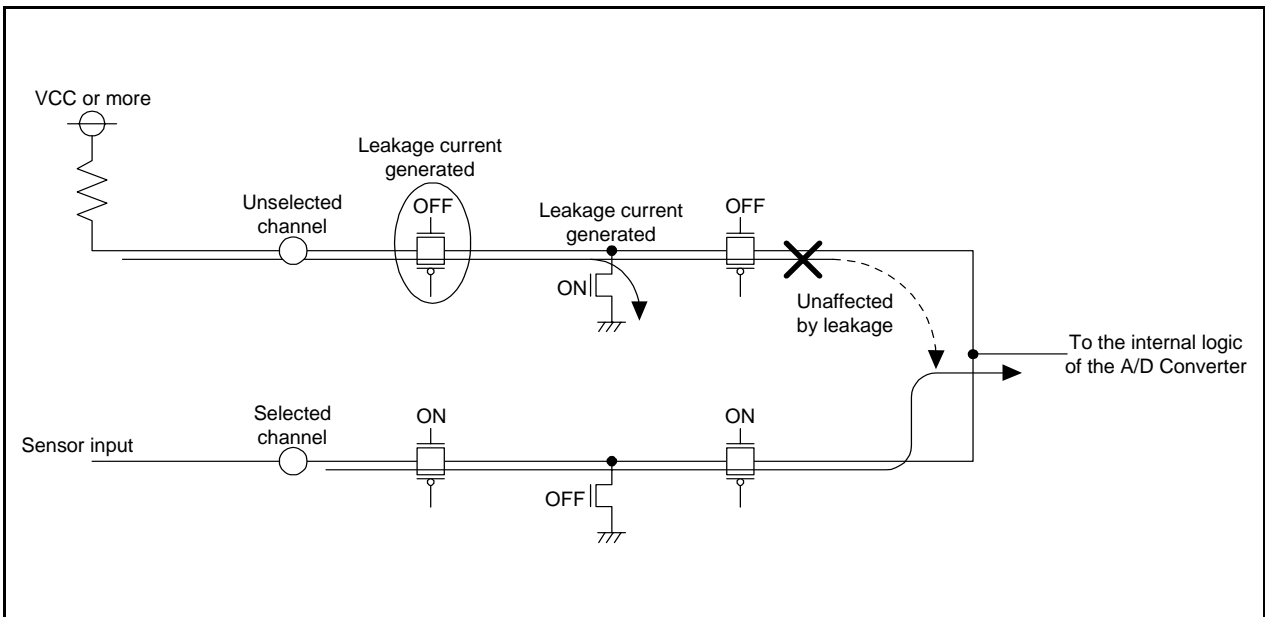 VCC or more
Leakage current
generated
Unselected
channel
OFF
Leakage current
generated
OFF
ON
Unaffected
by leakage
To the internal logic
of the A/D Converter
Selected
channel
ON
ON
Sensor input
OFF